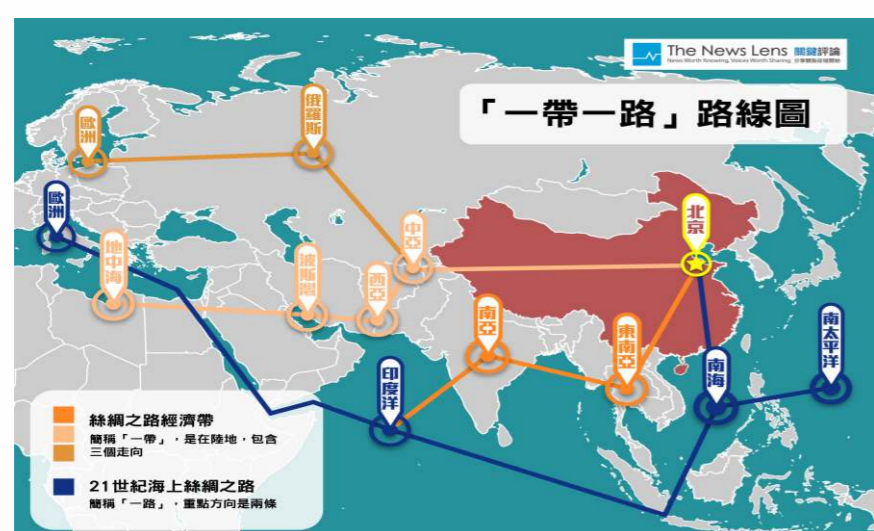 The News Lens 關鍵評論
News Worth Knowing, Voices Worth Sharing
「一帶一路」路線圖
歐洲
俄羅斯
歐洲
地中海
波斯灣
西亞
中亞
北京
南亞
東南亞
印度洋
南海
南太平洋
絲綢之路經濟帶
簡稱「一帶」，是在陸地，包含
三個走向
21世紀海上絲綢之路
簡稱「一路」，重點方向是兩條